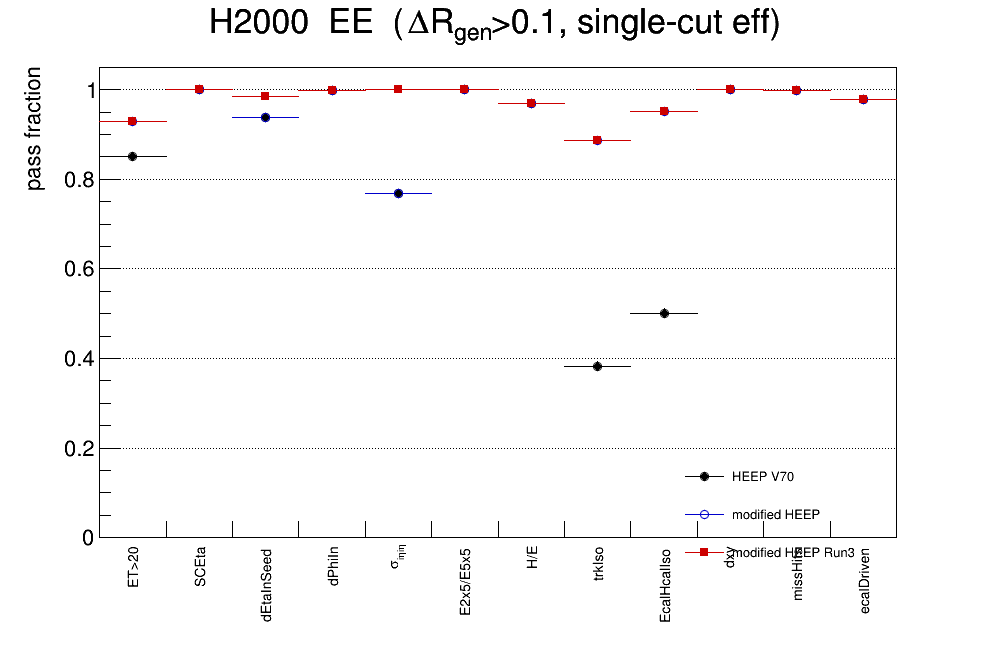 H2000 EE (ΔRgen>0.1, single-cut eff)
pass fraction
1
0.8
0.6
0.4
0.2
0
HEEP V70
modified HEEP
modified HEEP Run3
ET>20
SCEta
dEtaInSeed
dPhiIn
σiηiη
E2x5/E5x5
H/E
trkIso
EcalHcalIso
dxy
missHits
ecalDriven